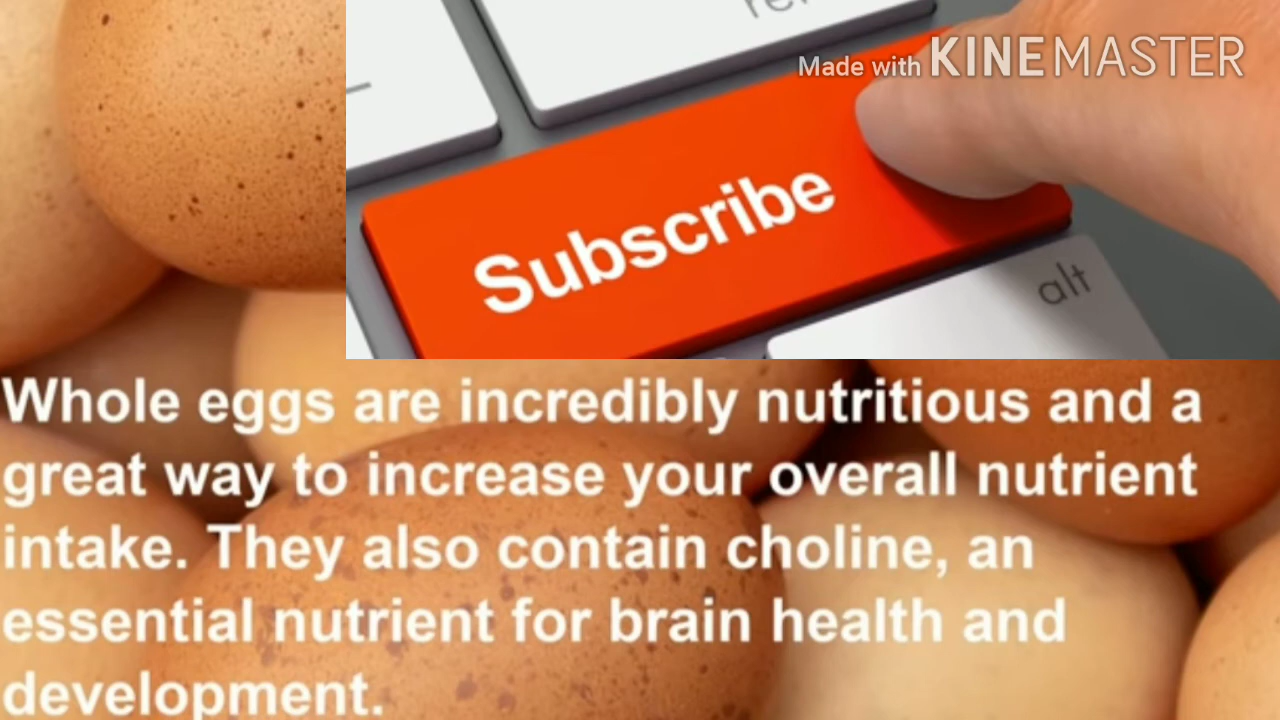 Made with KINEMASTER
Subscribe
alt
Whole eggs are incredibly nutritious and a
great way to increase your overall nutrient
intake. They also contain choline, an
essential nutrient for brain health and
development.